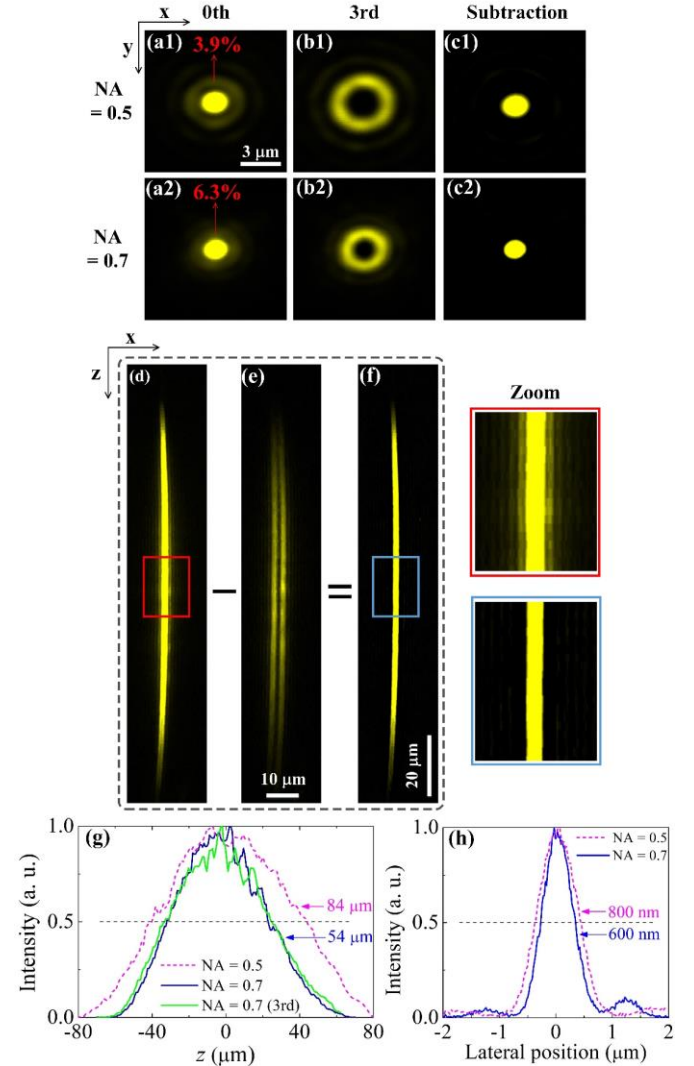 x
0th
3rd
Subtraction
y
(a1)
3.9%
(b1)
(c1)
NA
= 0.5
3 μm
(a2)
6.3%
(b2)
(c2)
NA
= 0.7
x
z
(d)
(e)
(f)
Zoom
10 μm
20 μm
(g)
1.0
0.5
0.0
Intensity (a. u.)
84 μm
54 μm
NA = 0.5
NA = 0.7
NA = 0.7 (3rd)
-80 -40 0 40 80
z (μm)
(h)
1.0
0.5
0.0
Intensity (a. u.)
NA = 0.5
NA = 0.7
800 nm
600 nm
-2 -1 0 1 2
Lateral position (μm)